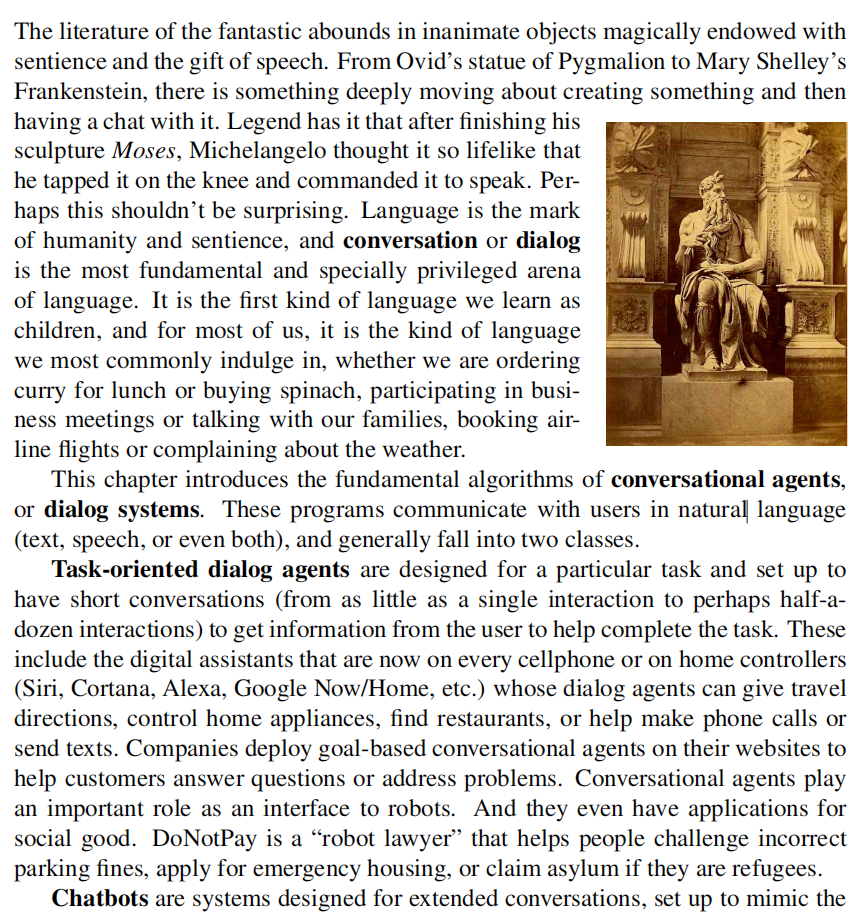 The literature of the fantastic abounds in inanimate objects magically endowed with
sentience and the gift of speech. From Ovid’s statue of Pygmalion to Mary Shelley’s
Frankenstein, there is something deeply moving about creating something and then
having a chat with it. Legend has it that after finishing his
sculpture Moses, Michelangelo thought it so lifelike that
he tapped it on the knee and commanded it to speak. Per-
haps this shouldn’t be surprising. Language is the mark
of humanity and sentience, and conversation or dialog
is the most fundamental and specially privileged arena
of language. It is the first kind of language we learn as
children, and for most of us, it is the kind of language
we most commonly indulge in, whether we are ordering
curry for lunch or buying spinach, participating in busi-
ness meetings or talking with our families, booking air-
line flights or complaining about the weather.
This chapter introduces the fundamental algorithms of conversational agents,
or dialog systems. These programs communicate with users in natural language
(text, speech, or even both), and generally fall into two classes.
Task-oriented dialog agents are designed for a particular task and set up to
have short conversations (from as little as a single interaction to perhaps half-a-
dozen interactions) to get information from the user to help complete the task. These
include the digital assistants that are now on every cellphone or on home controllers
(Siri, Cortana, Alexa, Google Now/Home, etc.) whose dialog agents can give travel
directions, control home appliances, find restaurants, or help make phone calls or
send texts. Companies deploy goal-based conversational agents on their websites to
help customers answer questions or address problems. Conversational agents play
an important role as an interface to robots. And they even have applications for
social good. DoNotPay is a “robot lawyer” that helps people challenge incorrect
parking fines, apply for emergency housing, or claim asylum if they are refugees.
Chatbots are systems designed for extended conversations, set up to mimic the